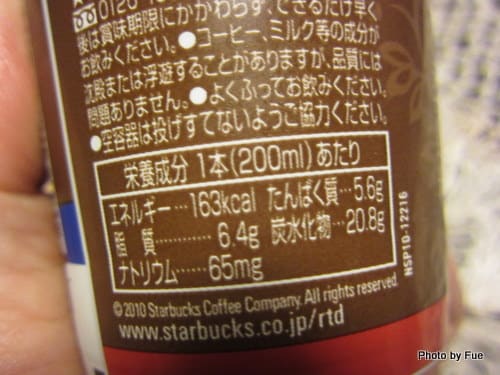 0120
後は賞味期限にかかわらず、できるだけ早く
お飲みください。●コーヒー、ミルク等の成分が
沈殿または浮遊することがありますが、品質には
問題ありません。●よくふってお飲みください。
●空容器は投げすてないようご協力ください。
栄養成分 1本(200ml)あたり
エネルギー…163kcal たんぱく質…5.6g
脂 質………… 6.4g 炭水化物…20.8g
ナトリウム…… 65mg
NSP10-12216
©2010 Starbucks Coffee Company. All rights reserved.
www.starbucks.co.jp/rtd
Photo by Fue